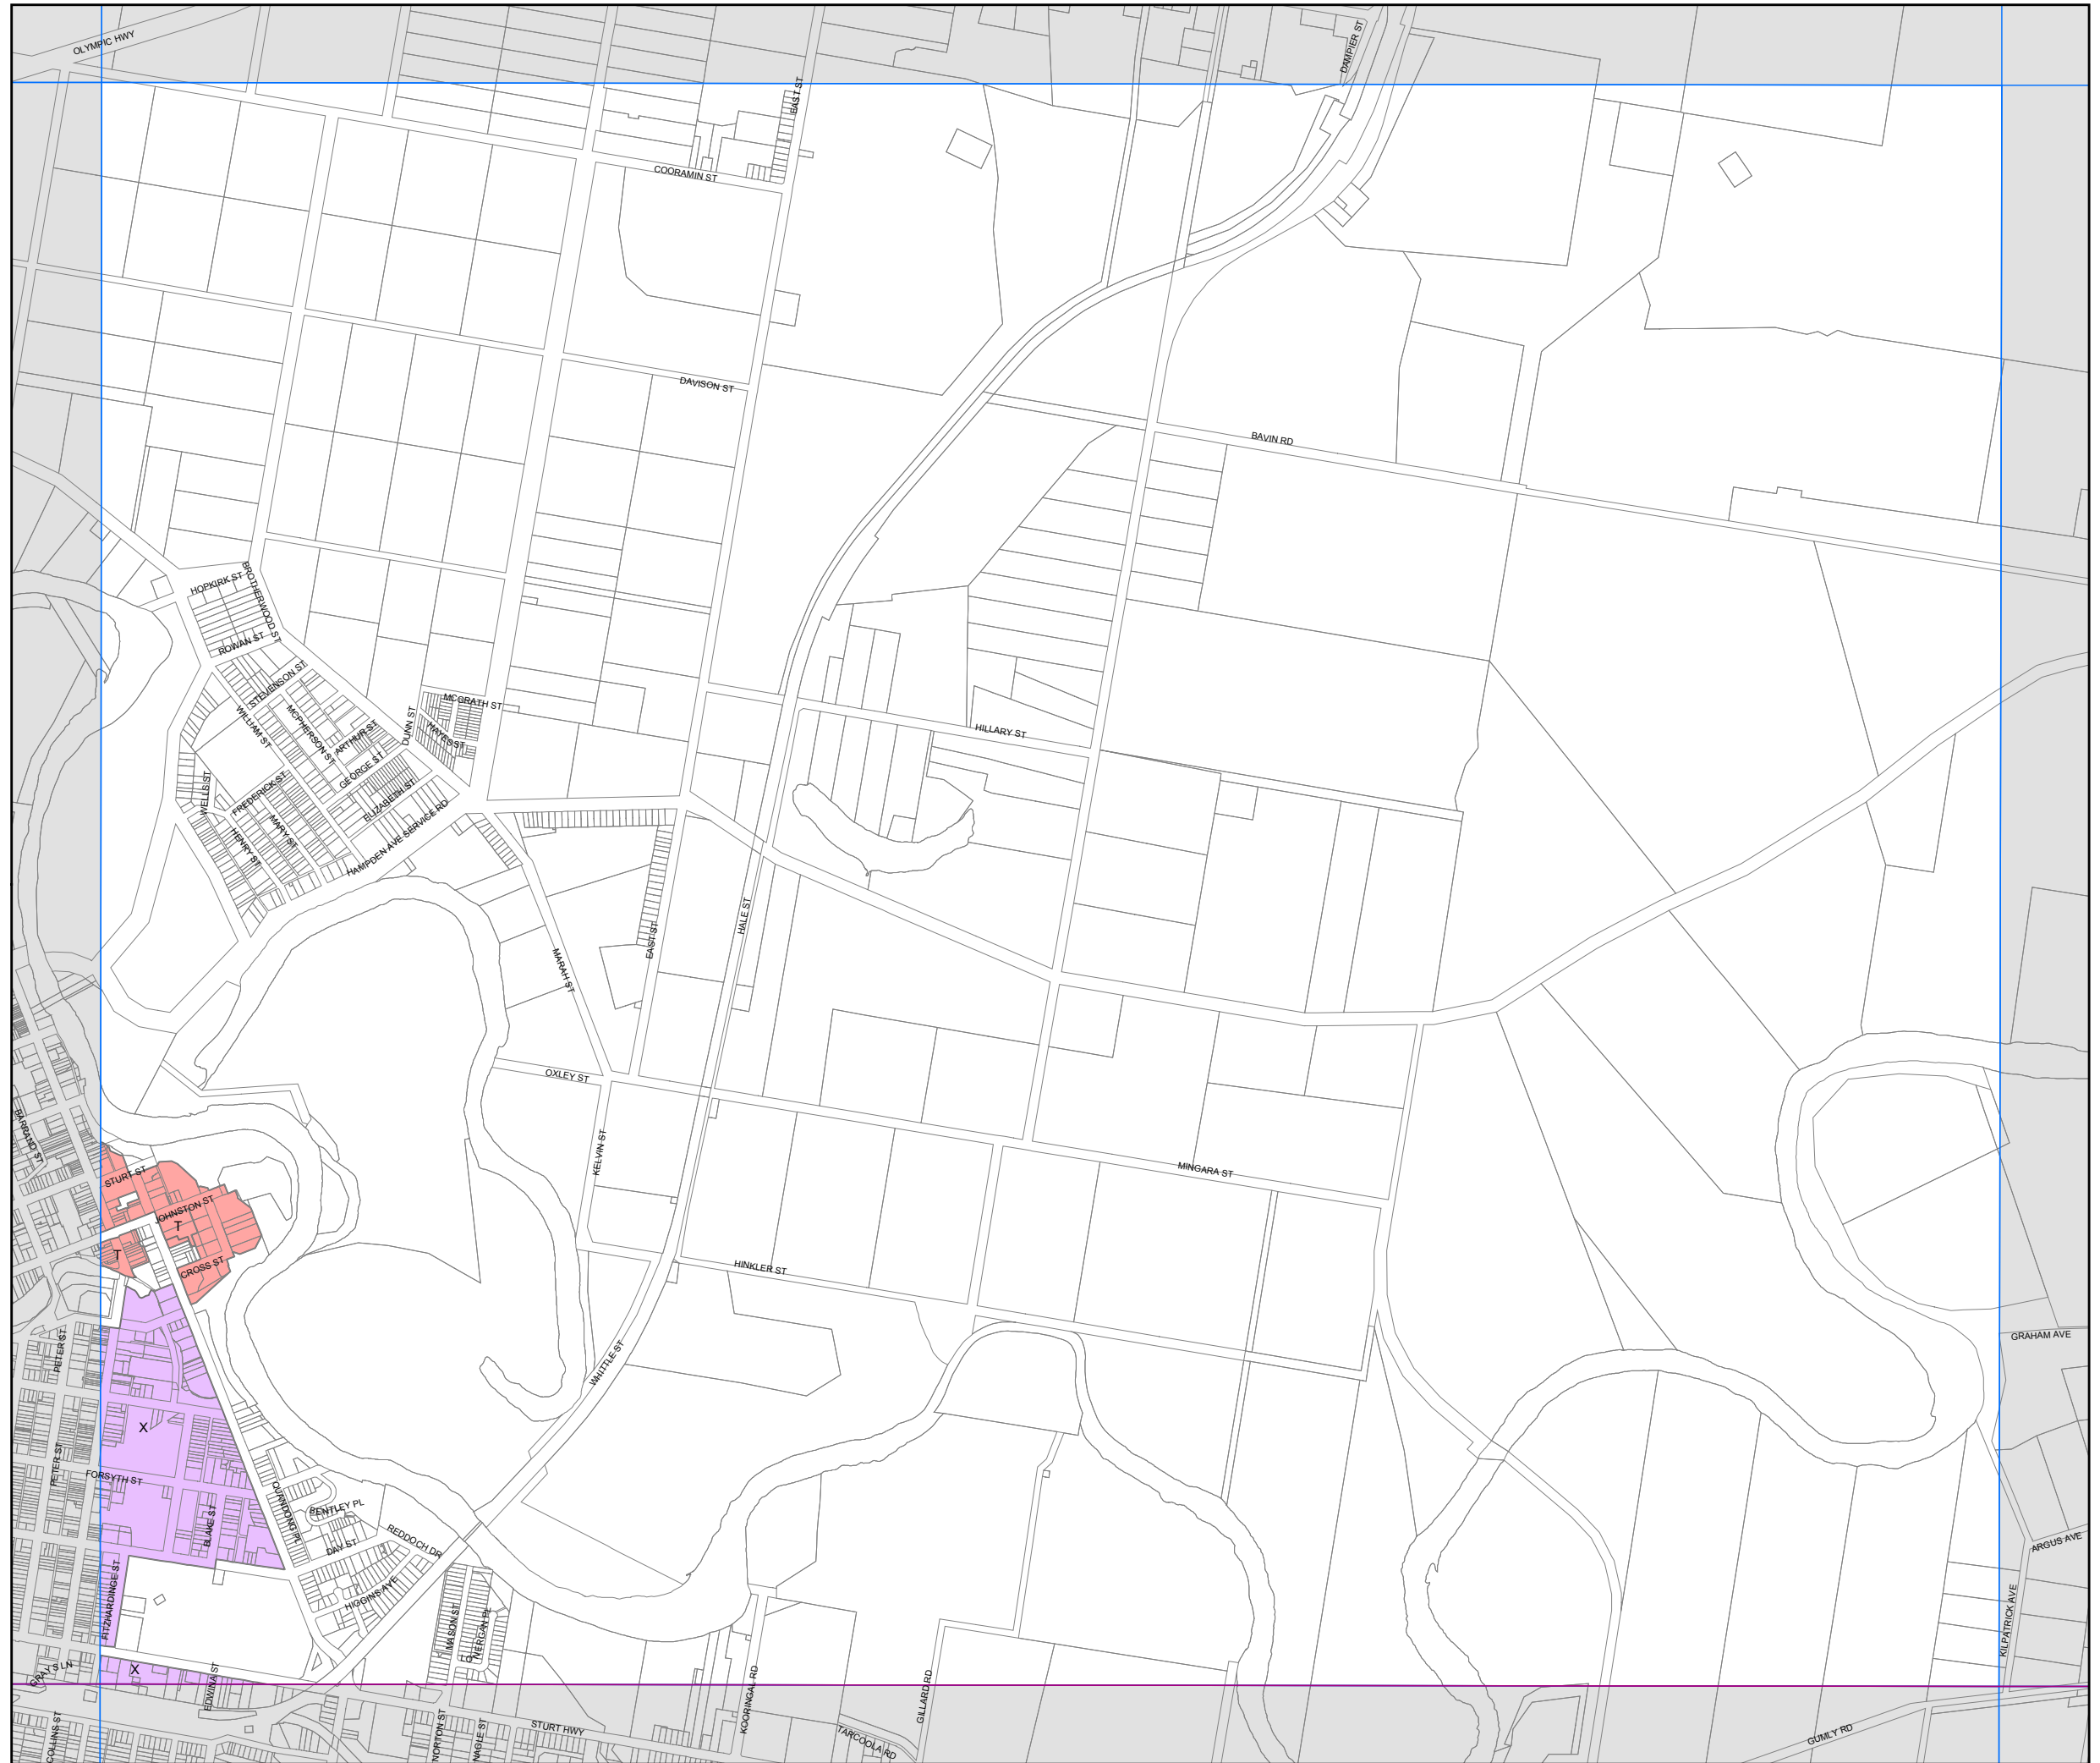 OLYMPIC HWY
DAMPIER ST
EAST ST
COORAMIN ST
DAVISON ST
BAVIN RD
HOPKIRK ST
BROTHERWOOD ST
ROWAN ST
STEVENSON ST
MCGRATH ST
WILLIAM ST
MCPHERSON ST
ARTHUR ST
DUNN ST
HAYES ST
HILLARY ST
GEORGE ST
WELLS ST
FREDERICK ST
ELIZABETH ST
MARY ST
HENRY ST
HAMPDEN AVE SERVICE RD
HALE ST
EAST ST
MARAH ST
OXLEY ST
BARRAND ST
KELVIN ST
MINGARA ST
STURT ST
JOHNSTON ST
T
T
CROSS ST
HINKLER ST
GRAHAM AVE
PETER ST
WHITTLE ST
X
PETER ST
FORSYTH ST
QUANDONG PL
BENTLEY PL
BLAKE ST
REDDOCH DR
DAY ST
ARGUS AVE
HIGGINS AVE
FITZHARDINGE ST
MASON ST
NERGAN PL
KILPATRICK AVE
GRAYS LN
X
EDWINA ST
KOORINGAL RD
GILLARD RD
COLLINS ST
NORTON ST
NAGLE ST
STURT HWY
TARCOOLA RD
GUMLY RD